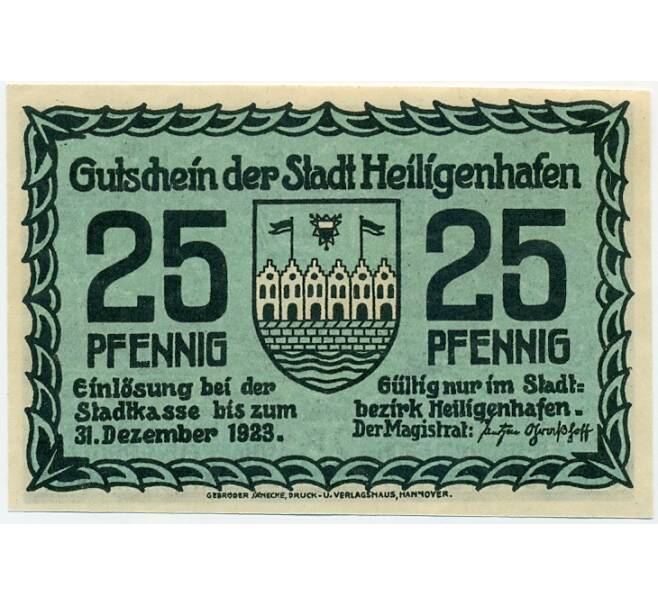 Gutschein der Stadt Heiligenhafen
25 25
PFENNIG PFENNIG
Einlösung bei der
Stadtkasse bis zum
31. Dezember 1923.
Gültig nur im Stadt-
bezirk Heiligenhafen.
Der Magistrat:
GEBRÜDER JÄNECKE, DRUCK-U. VERLAGSHAUS, HANNOVER.